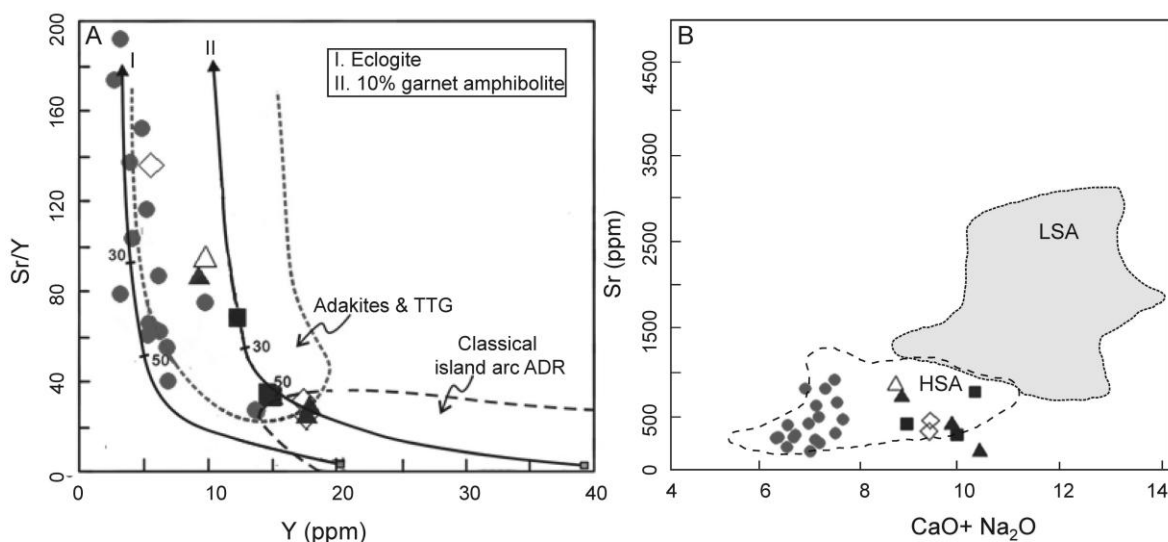 A
I
II
I. Eclogite
II. 10% garnet amphibolite
200
160
120
80
40
0
Sr/Y
30
50
30
50
Adakites & TTG
Classical
island arc ADR
0
10
20
30
40
Y (ppm)
B
4500
3500
2500
1500
500
0
Sr (ppm)
LSA
HSA
4
6
8
10
12
14
CaO+ Na₂O